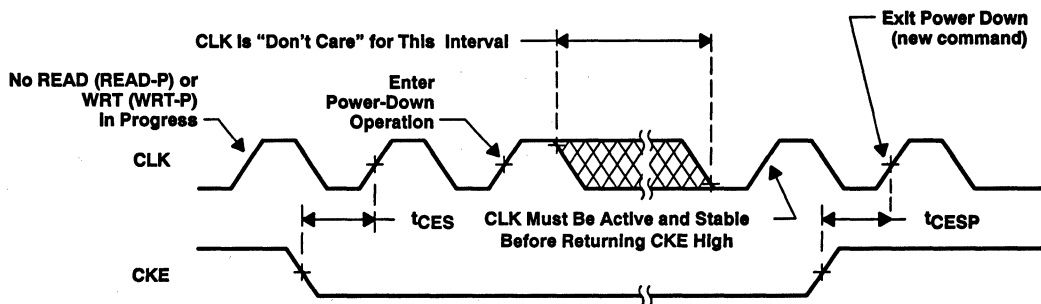 CLK is "Don't Care" for This Interval
Exit Power Down
(new command)
No READ (READ-P) or
WRT (WRT-P)
in Progress
Enter
Power-Down
Operation
CLK
tCES
CLK Must Be Active and Stable
Before Returning CKE High
tCESP
CKE